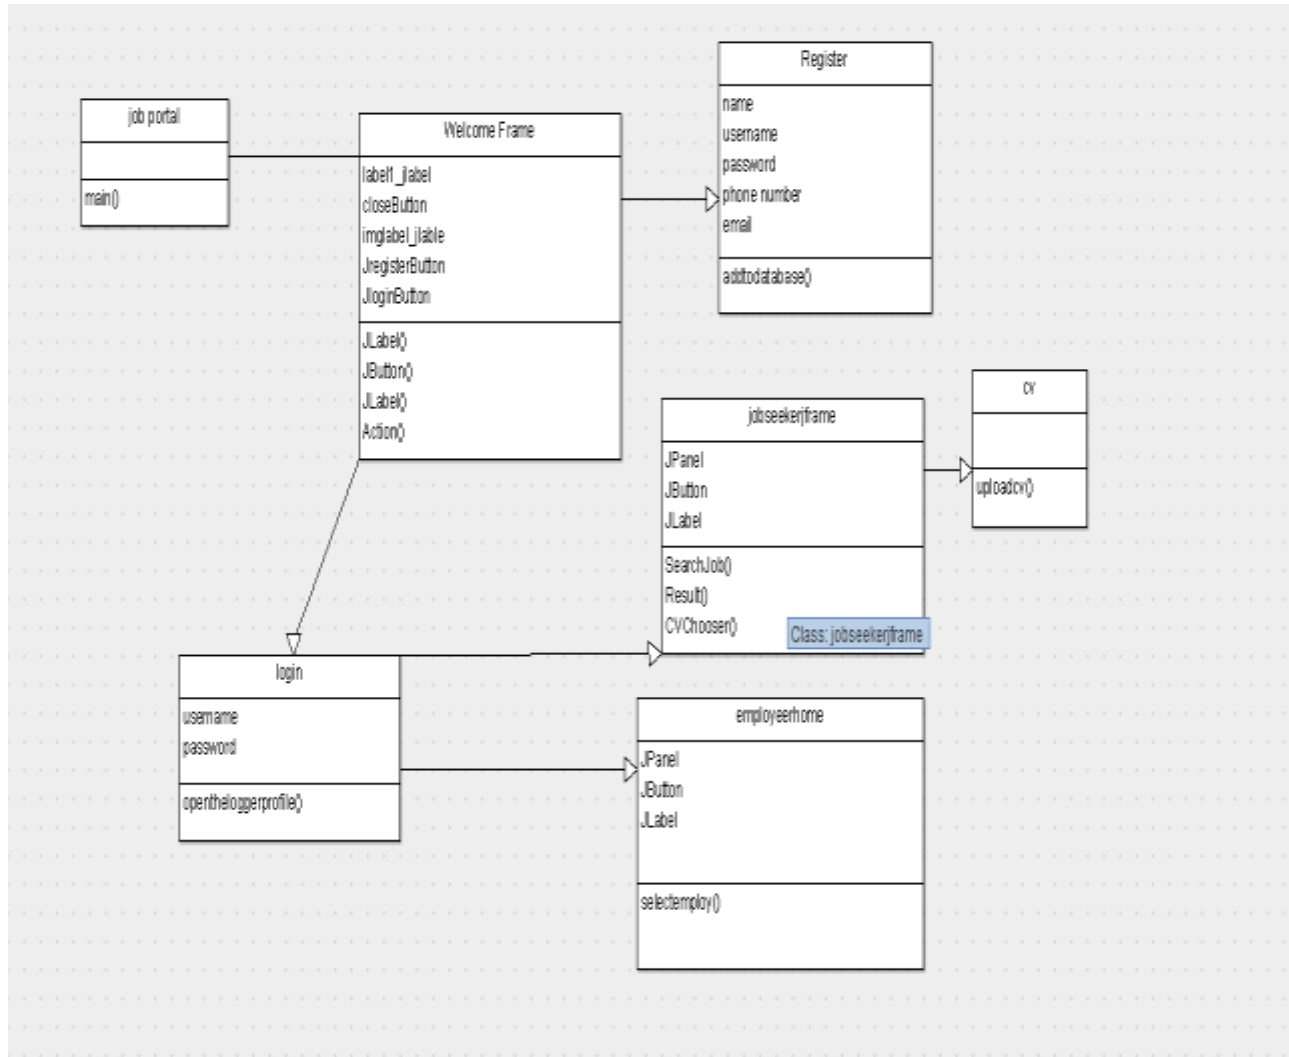 job portal
main()
Welcome Frame
label1_jlabel
closeButton
imglabel_jlable
JregisterButton
JloginButton
JLabel()
JButton()
JLabel()
Action()
Register
name
username
password
phone number
email
addtodatabase()
jobseekerjframe
JPanel
JButton
JLabel
SearchJob()
Result()
CVChooser()
Class: jobseekerjframe
cv
uploadcv()
login
username
password
opentheloggerprofile()
employeerhome
JPanel
JButton
JLabel
selectemploy()